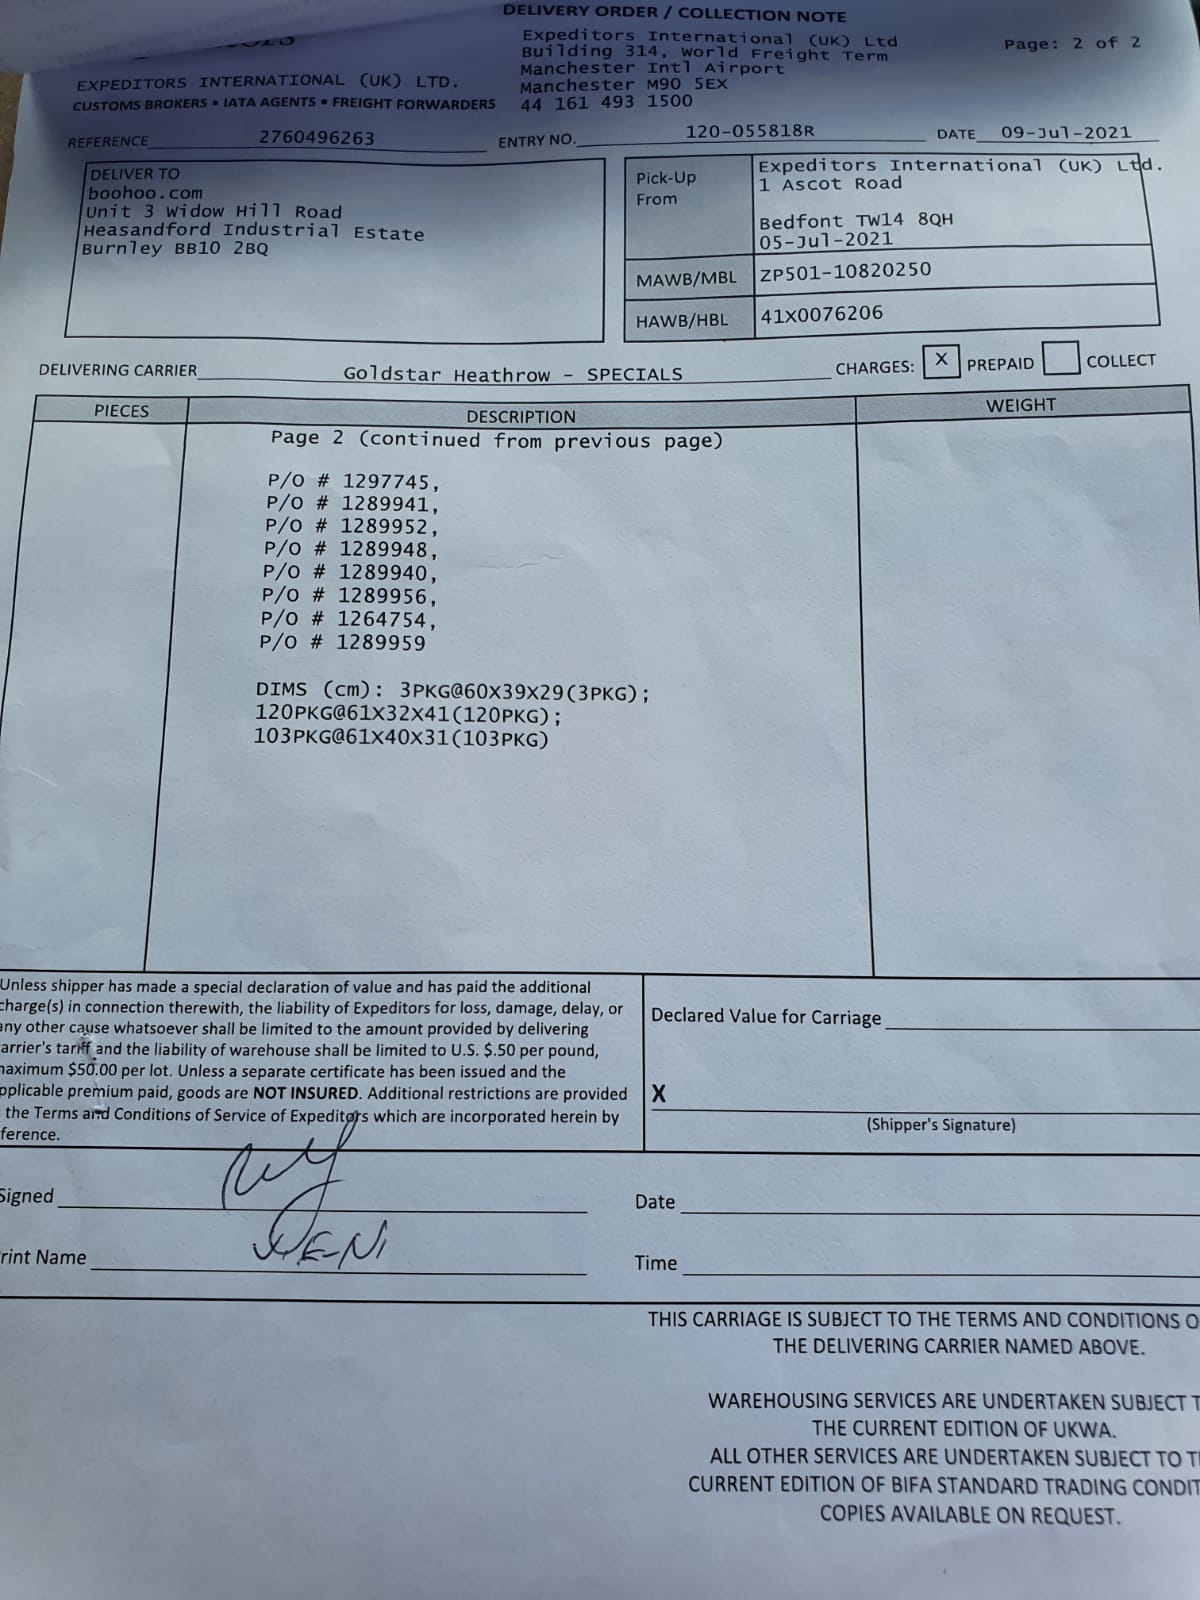 DELIVERY ORDER / COLLECTION NOTE
Expeditors International (UK) Ltd
Building 314, World Freight Term
Manchester Intl Airport
Manchester M90 5EX
44 161 493 1500
Page: 2 of 2
EXPEDITORS INTERNATIONAL (UK) LTD.
CUSTOMS BROKERS • IATA AGENTS • FREIGHT FORWARDERS
REFERENCE 2760496263 ENTRY NO. 120-055818R DATE 09-Jul-2021
DELIVER TO
boohoo.com
Unit 3 Widow Hill Road
Heasandford Industrial Estate
Burnley BB10 2BQ
Pick-Up
From
Expeditors International (UK) Ltd.
1 Ascot Road
Bedfont TW14 8QH
05-Jul-2021
MAWB/MBL ZP501-10820250
HAWB/HBL 41X0076206
DELIVERING CARRIER Goldstar Heathrow - SPECIALS CHARGES: X PREPAID COLLECT
PIECES DESCRIPTION WEIGHT
Page 2 (continued from previous page)
P/O # 1297745,
P/O # 1289941,
P/O # 1289952,
P/O # 1289948,
P/O # 1289940,
P/O # 1289956,
P/O # 1264754,
P/O # 1289959
DIMS (cm): 3PKG@60X39X29(3PKG);
120PKG@61X32X41(120PKG);
103PKG@61X40X31(103PKG)
Unless shipper has made a special declaration of value and has paid the additional
charge(s) in connection therewith, the liability of Expeditors for loss, damage, delay, or
any other cause whatsoever shall be limited to the amount provided by delivering
arrier's tariff and the liability of warehouse shall be limited to U.S. $.50 per pound,
maximum $50.00 per lot. Unless a separate certificate has been issued and the
pplicable premium paid, goods are NOT INSURED. Additional restrictions are provided
the Terms and Conditions of Service of Expeditors which are incorporated herein by
ference.
Declared Value for Carriage
X
(Shipper's Signature)
Signed
Date
rint Name
Time
THIS CARRIAGE IS SUBJECT TO THE TERMS AND CONDITIONS O
THE DELIVERING CARRIER NAMED ABOVE.
WAREHOUSING SERVICES ARE UNDERTAKEN SUBJECT T
THE CURRENT EDITION OF UKWA.
ALL OTHER SERVICES ARE UNDERTAKEN SUBJECT TO T
CURRENT EDITION OF BIFA STANDARD TRADING CONDIT
COPIES AVAILABLE ON REQUEST.